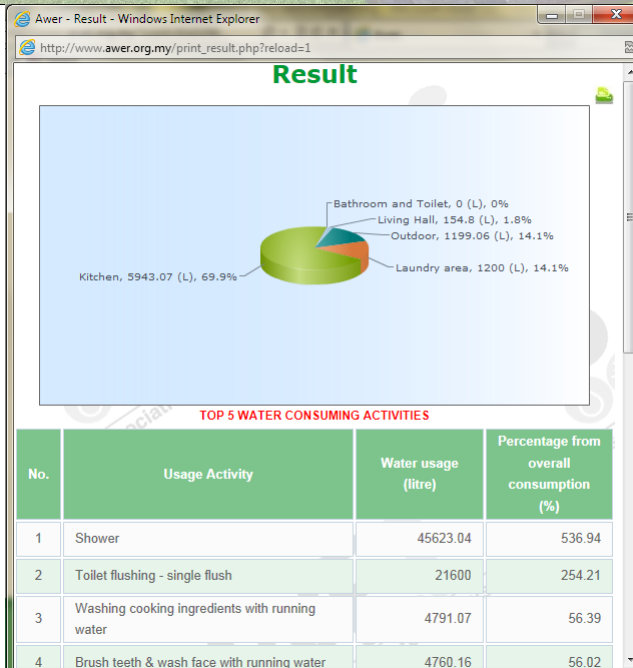 Awer - Result - Windows Internet Explorer
http://www.awer.org.my/print_result.php?reload=1
Result
Bathroom and Toilet, 0 (L), 0%
Living Hall, 154.8 (L), 1.8%
Outdoor, 1199.06 (L), 14.1%
Laundry area, 1200 (L), 14.1%
Kitchen, 5943.07 (L), 69.9%
TOP 5 WATER CONSUMING ACTIVITIES
No. Usage Activity Water usage (litre) Percentage from overall consumption (%)
1 Shower 45623.04 536.94
2 Toilet flushing - single flush 21600 254.21
3 Washing cooking ingredients with running water 4791.07 56.39
4 Brush teeth & wash face with running water 4760.16 56.02